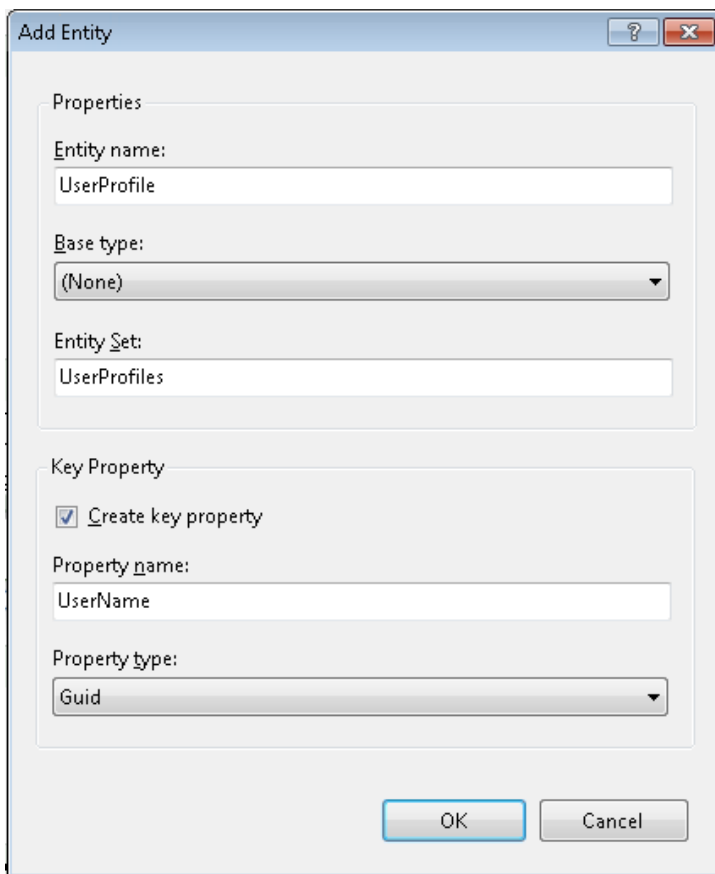 Add Entity
Properties
Entity name:
UserProfile
Base type:
(None)
Entity Set:
UserProfiles
Key Property
Create key property
Property name:
UserName
Property type:
Guid
OK Cancel